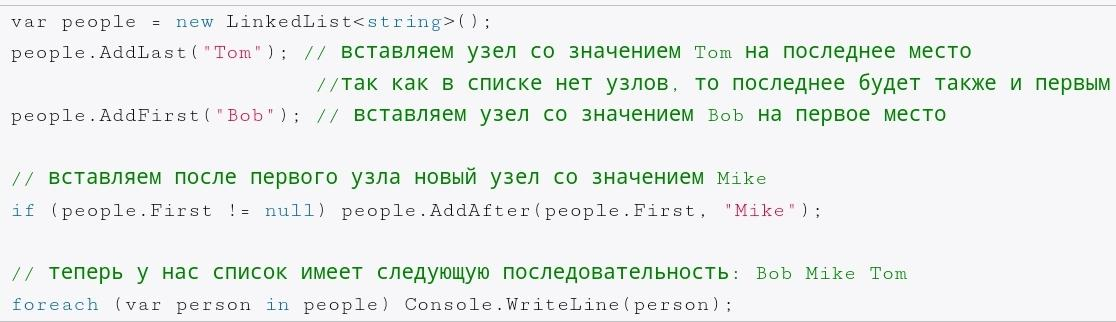 var people = new LinkedList<string>();
people.AddLast("Tom"); // вставляем узел со значением Tom на последнее место
//так как в списке нет узлов, то последнее будет также и первым
people.AddFirst("Bob"); // вставляем узел со значением Bob на первое место
// вставляем после первого узла новый узел со значением Mike
if (people.First != null) people.AddAfter(people.First, "Mike");
// теперь у нас список имеет следующую последовательность: Bob Mike Tom
foreach (var person in people) Console.WriteLine(person);